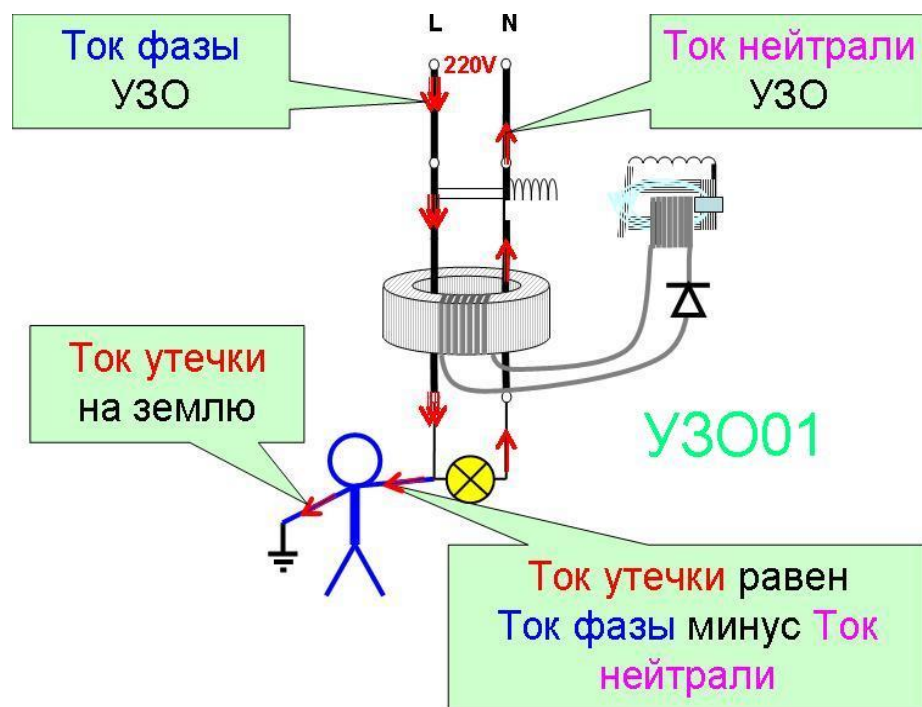 L N
Ток фазы
УЗО
220V
Ток нейтрали
УЗО
Ток утечки
на землю
УЗО01
Ток утечки равен
Ток фазы минус Ток
нейтрали